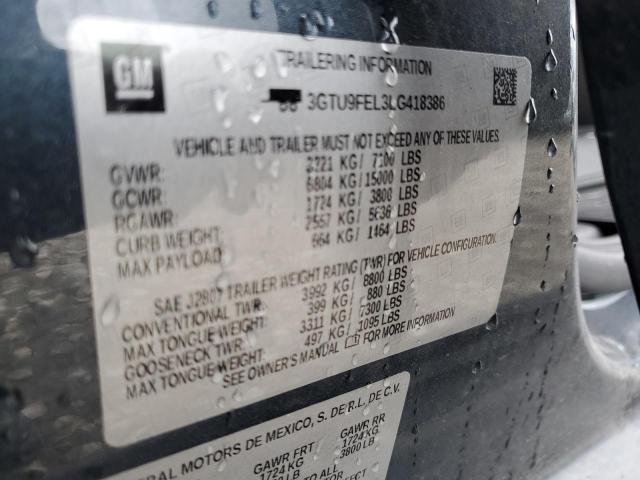 GM
TRAILERING INFORMATION
3GTU9FEL3LG418386
VEHICLE AND TRAILER MUST NOT EXCEED ANY OF THESE VALUES.
GVWR: 3221 KG/ 7100 LBS
GCWR: 6804 KG/ 15000 LBS
RGAWR: 1724 KG/ 3800 LBS
CURB WEIGHT: 2557 KG/ 5636 LBS
MAX PAYLOAD: 664 KG/ 1464 LBS
SAE J2807 TRAILER WEIGHT RATING (TWR) FOR VEHICLE CONFIGURATION.
CONVENTIONAL TWR: 3992 KG/ 8800 LBS
MAX TONGUE WEIGHT: 399 KG/ 880 LBS
GOOSENECK TWR: 3311 KG/ 7300 LBS
MAX TONGUE WEIGHT: 497 KG/ 1095 LBS
SEE OWNER'S MANUAL FOR MORE INFORMATION
MOTORS DE MEXICO, S. DE R.L. DE C.V.
GAWR FRT GAWR RR
1724 KG 1724 KG
LB 3800 LB
TO ALL